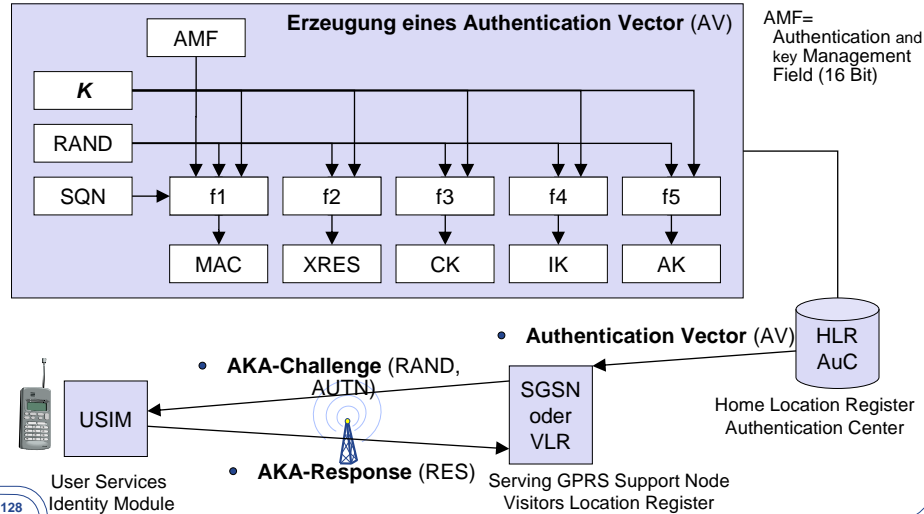 Erzeugung eines Authentication Vector (AV)
AMF=
Authentication and
key Management
Field (16 Bit)
AMF
K
RAND
SQN
f1
f2
f3
f4
f5
MAC
XRES
CK
IK
AK
• Authentication Vector (AV)
HLR
AuC
• AKA-Challenge (RAND,
AUTN)
SGSN
oder
VLR
USIM
Home Location Register
Authentication Center
• AKA-Response (RES)
User Services
Identity Module
Serving GPRS Support Node
Visitors Location Register
128